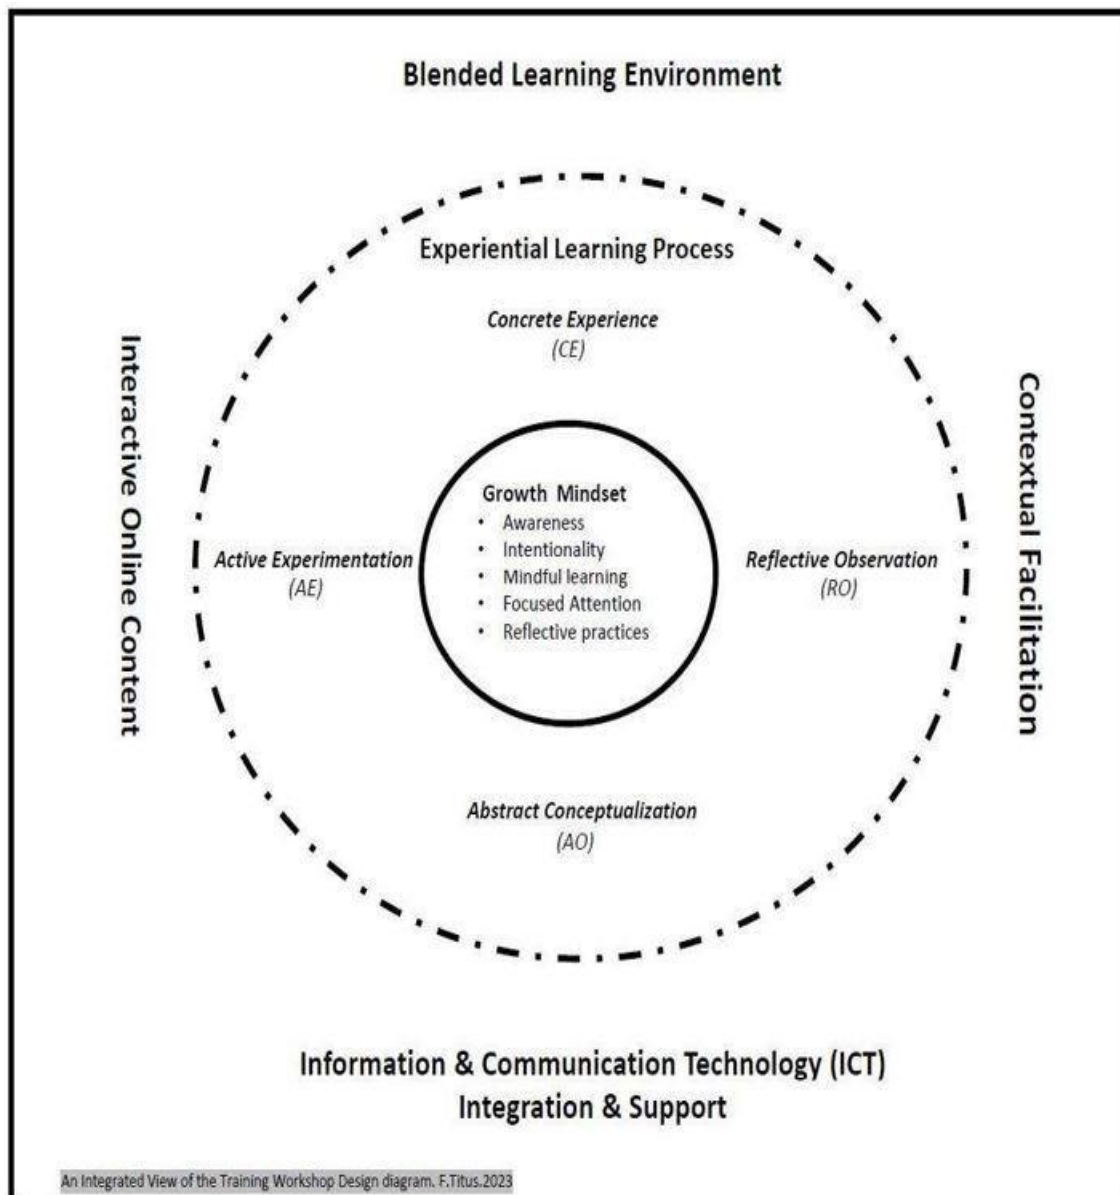 Blended Learning Environment
Experiential Learning Process
Concrete Experience
(CE)
Interactive Online Content
Contextual Facilitation
Growth Mindset
• Awareness
• Intentionality
• Mindful learning
• Focused Attention
• Reflective practices
Active Experimentation
(AE)
Reflective Observation
(RO)
Abstract Conceptualization
(AO)
Information & Communication Technology (ICT)
Integration & Support
An Integrated View of the Training Workshop Design diagram. F.Titus.2023